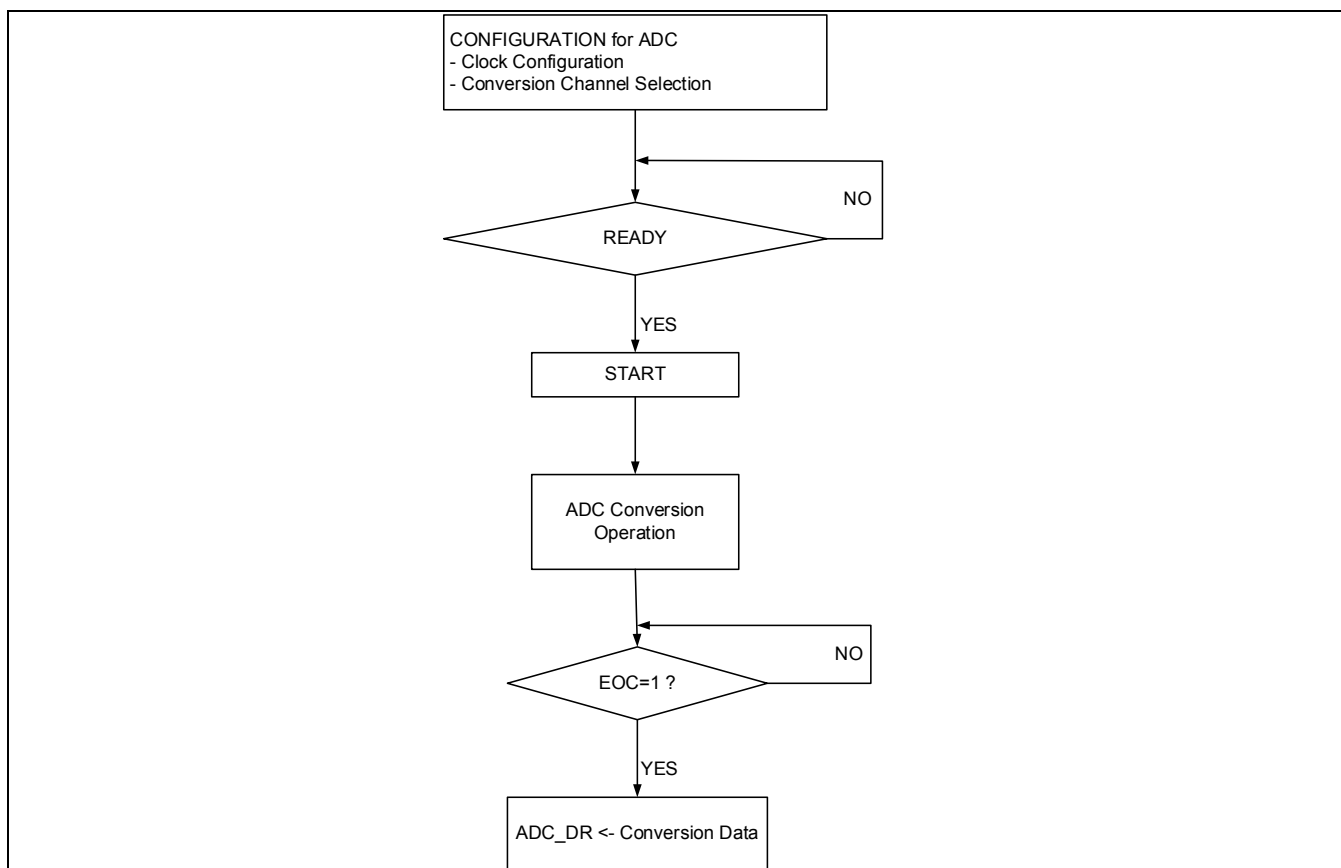 CONFIGURATION for ADC
- Clock Configuration
- Conversion Channel Selection
NO
READY
YES
START
ADC Conversion
Operation
NO
EOC=1 ?
YES
ADC_DR <- Conversion Data